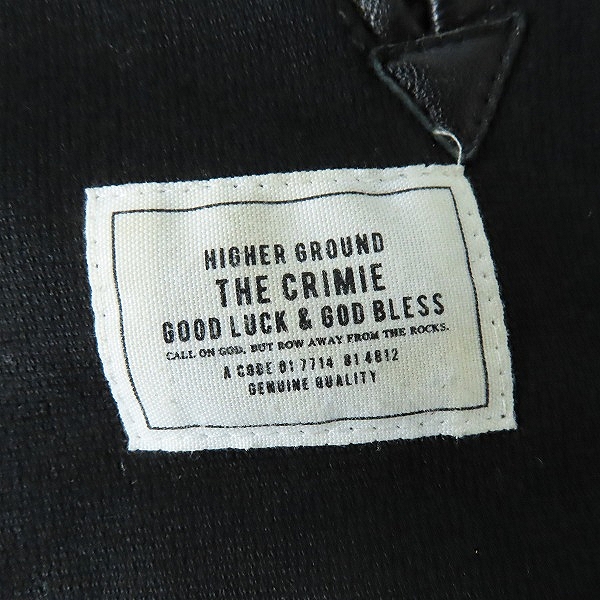 HIGHER GROUND
THE CRIMIE
GOOD LUCK & GOD BLESS
CALL ON GOD. BUT ROW AWAY FROM THE ROCKS.
A CODE 01 7714 81 4812
GENUINE QUALITY